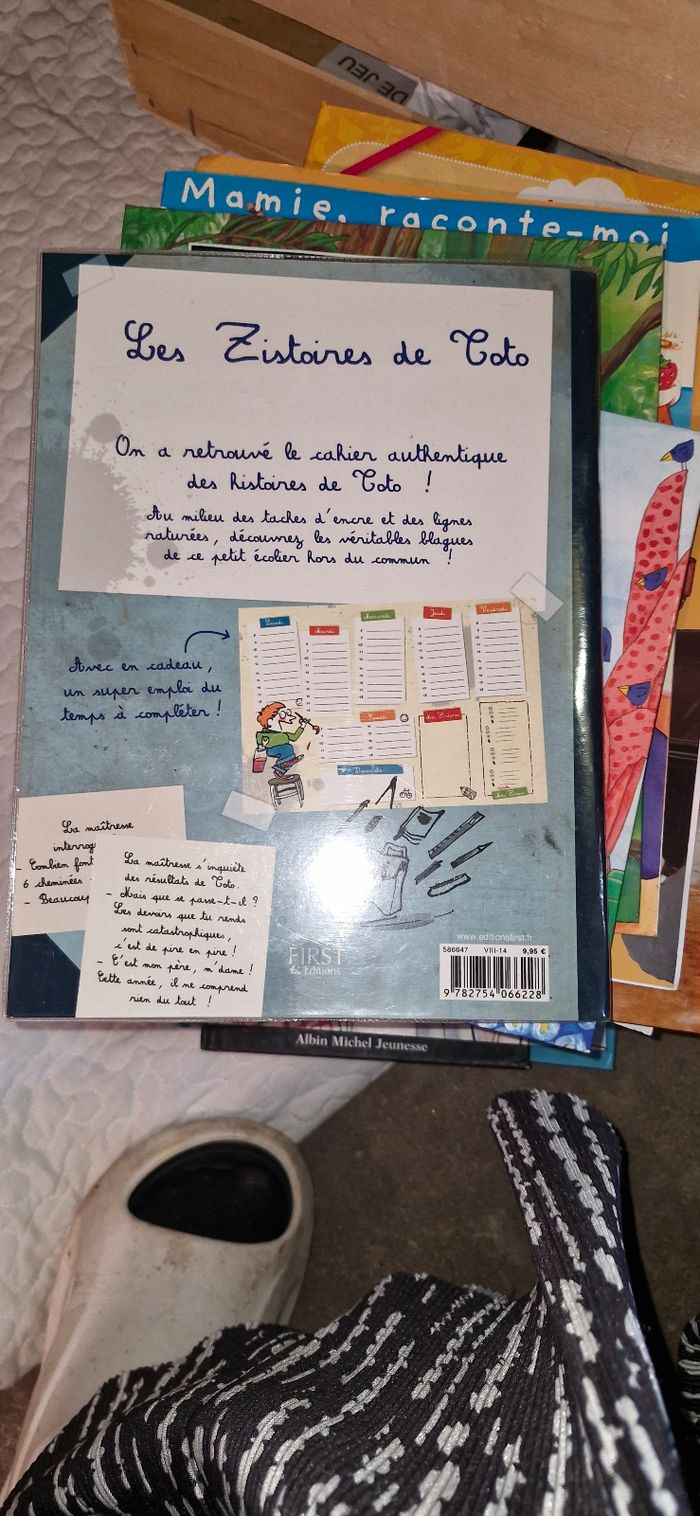 DE JEU
Mamie, raconte-moi
Les Zistoires de Toto
On a retrouvé le cahier authentique
des histoires de Toto !
Au milieu des taches d'encre et des lignes
raturées, découvrez les véritables blagues
de ce petit écolier hors du commun !
Avec en cadeau,
un super emploi du
temps à compléter !
Lundi
Mardi
Mercredi
Jeudi
Vendredi
Samedi
Dimanche
La maîtresse
interrog
- Combien font
6 cheminées
- Beaucoup
La maîtresse s'inquiète
des résultats de Toto.
- Mais que se passe-t-il ?
Les devoirs que tu rends
sont catastrophiques,
c'est de pire en pire !
- C'est mon père, m'dame !
Cette année, il ne comprend
rien du tout !
FIRST
Editions
www.editionsfirst.fr
586647 VIII-14 9,95 €
9 782754 066228
Albin Michel Jeunesse